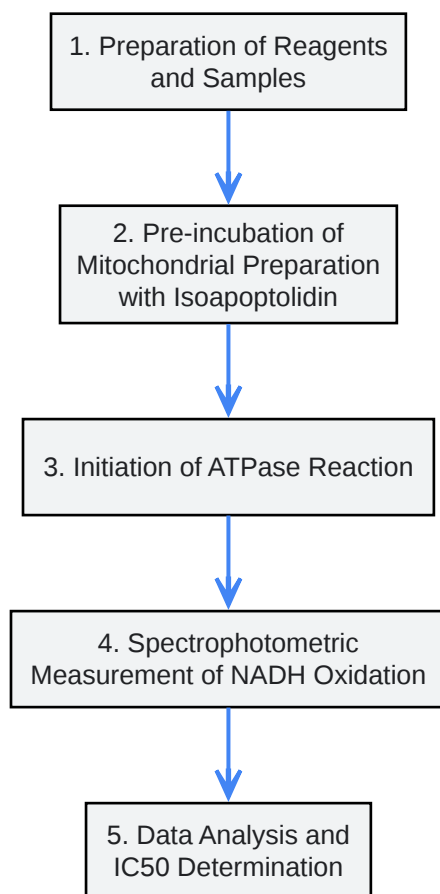 1. Preparation of Reagents
and Samples
2. Pre-incubation of
Mitochondrial Preparation
with Isoapoptolidin
3. Initiation of ATPase Reaction
4. Spectrophotometric
Measurement of NADH Oxidation
5. Data Analysis and
IC50 Determination